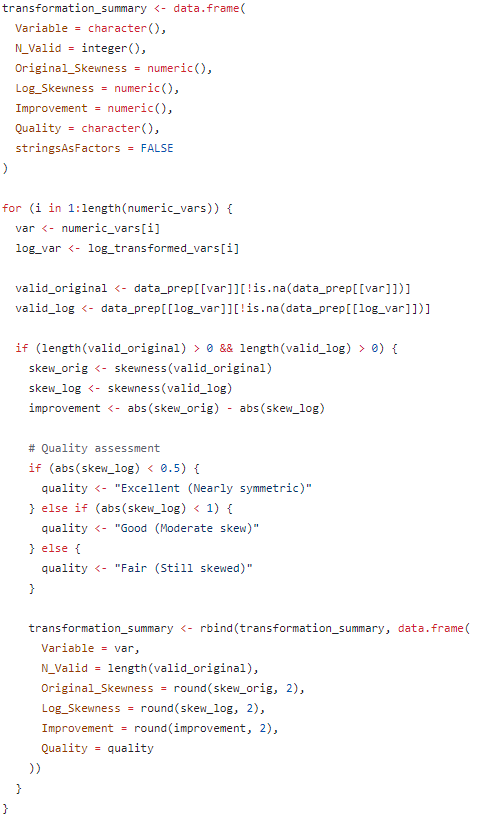 transformation_summary <- data.frame(
  Variable = character(),
  N_Valid = integer(),
  Original_Skewness = numeric(),
  Log_Skewness = numeric(),
  Improvement = numeric(),
  Quality = character(),
  stringsAsFactors = FALSE
)

for (i in 1:length(numeric_vars)) {
  var <- numeric_vars[i]
  log_var <- log_transformed_vars[i]

  valid_original <- data_prep[[var]][!is.na(data_prep[[var]])]
  valid_log <- data_prep[[log_var]][!is.na(data_prep[[log_var]])]

  if (length(valid_original) > 0 && length(valid_log) > 0) {
    skew_orig <- skewness(valid_original)
    skew_log <- skewness(valid_log)
    improvement <- abs(skew_orig) - abs(skew_log)

    # Quality assessment
    if (abs(skew_log) < 0.5) {
      quality <- "Excellent (Nearly symmetric)"
    } else if (abs(skew_log) < 1) {
      quality <- "Good (Moderate skew)"
    } else {
      quality <- "Fair (Still skewed)"
    }

    transformation_summary <- rbind(transformation_summary, data.frame(
      Variable = var,
      N_Valid = length(valid_original),
      Original_Skewness = round(skew_orig, 2),
      Log_Skewness = round(skew_log, 2),
      Improvement = round(improvement, 2),
      Quality = quality
    ))
  }
}